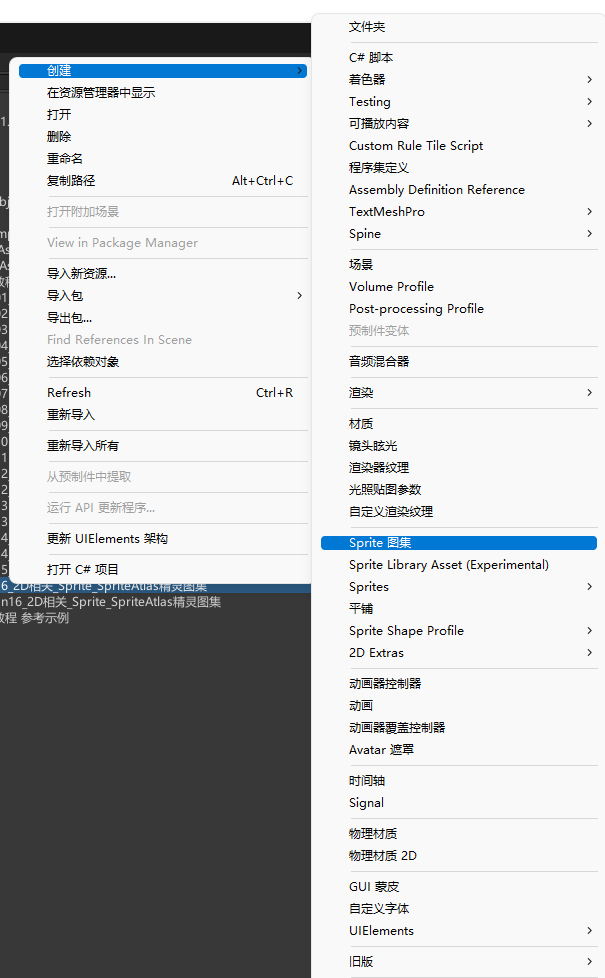 创建
在资源管理器中显示
打开
删除
重命名
复制路径 Alt+Ctrl+C
打开附加场景
View in Package Manager
导入新资源...
导入包
导出包...
Find References In Scene
选择依赖对象
Refresh Ctrl+R
重新导入
重新导入所有
从预制件中提取
运行 API 更新程序...
更新 UIElements 架构
打开 C# 项目
6_2D相关_Sprite_SpriteAtlas精灵图集
n16_2D相关_Sprite_SpriteAtlas精灵图集
教程 参考示例
文件夹
C# 脚本
着色器
Testing
可播放内容
Custom Rule Tile Script
程序集定义
Assembly Definition Reference
TextMeshPro
Spine
场景
Volume Profile
Post-processing Profile
预制件变体
音频混合器
渲染
材质
镜头眩光
渲染器纹理
光照贴图参数
自定义渲染纹理
Sprite 图集
Sprite Library Asset (Experimental)
Sprites
平铺
Sprite Shape Profile
2D Extras
动画器控制器
动画
动画器覆盖控制器
Avatar 遮罩
时间轴
Signal
物理材质
物理材质 2D
GUI 蒙皮
自定义字体
UIElements
旧版